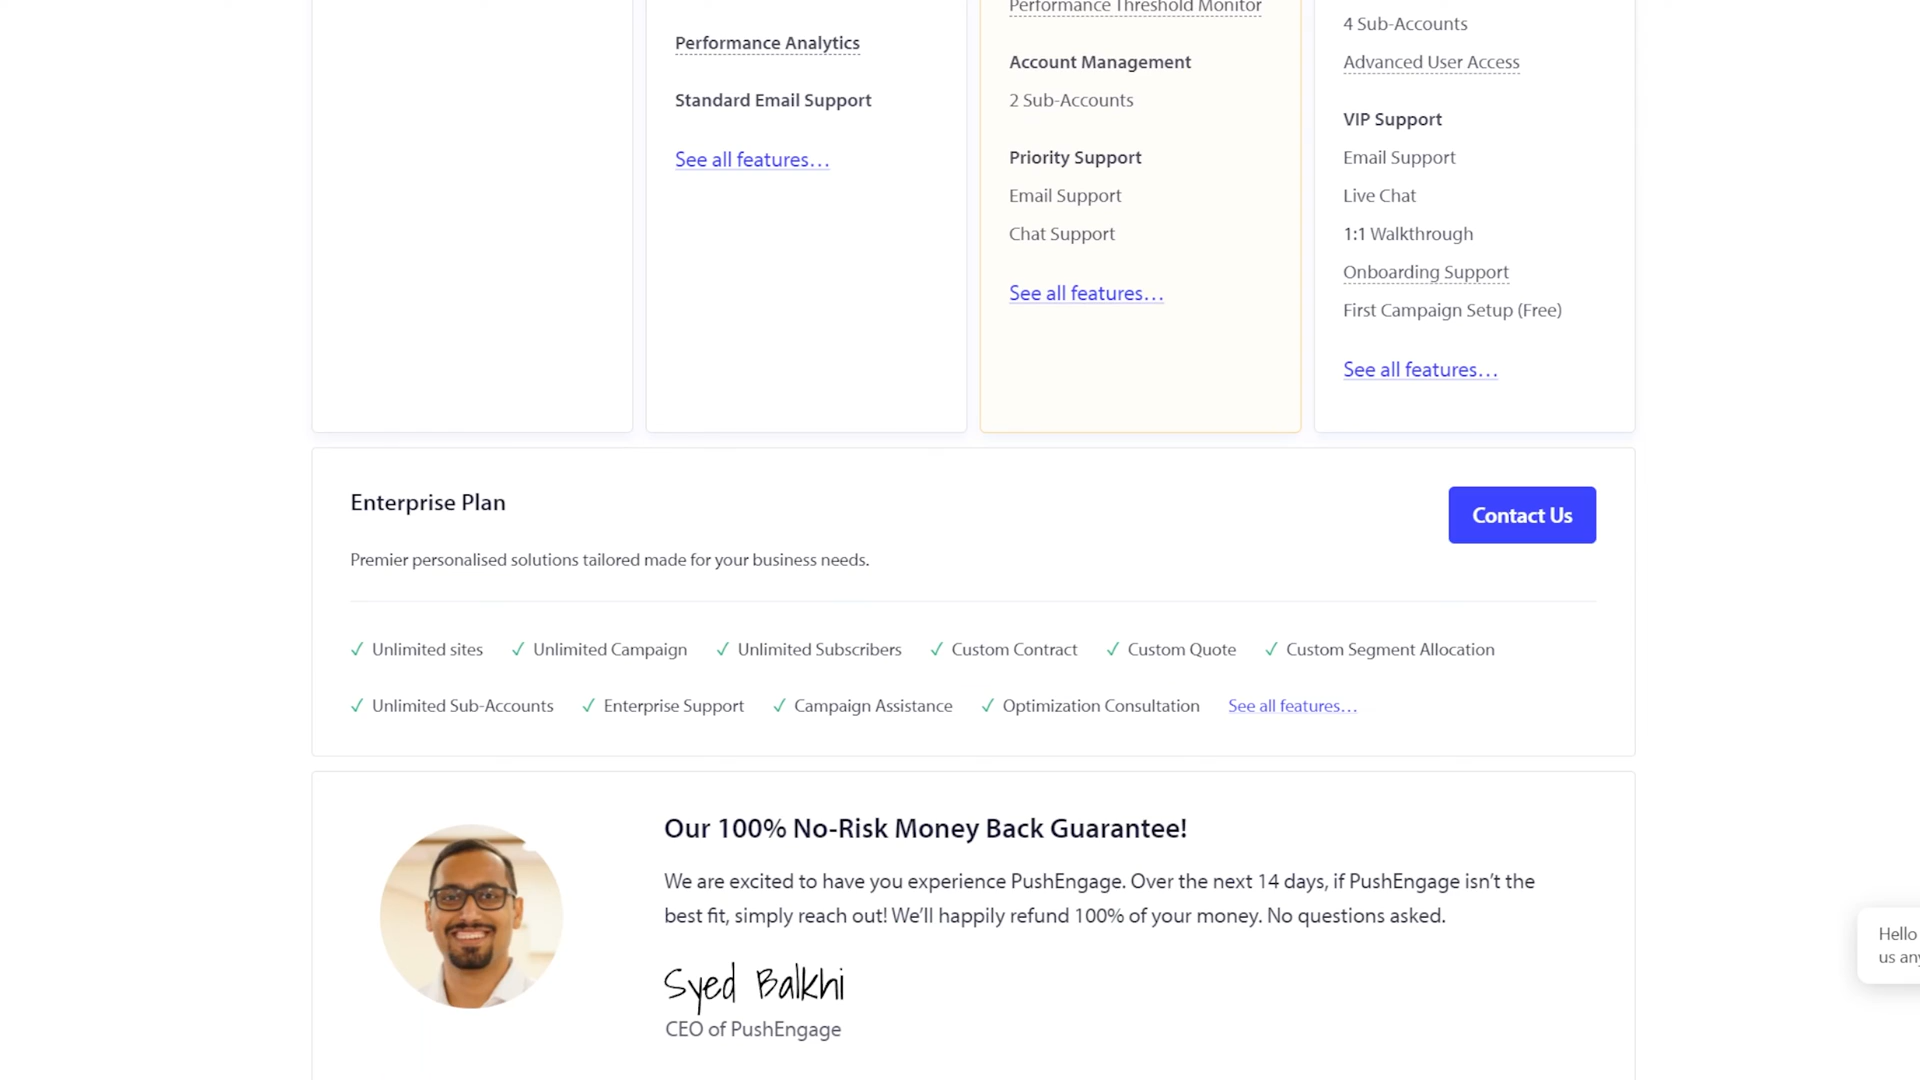 Performance Analytics
Standard Email Support
See all features…
Performance Threshold Monitor
Account Management
2 Sub-Accounts
Priority Support
Email Support
Chat Support
See all features…
4 Sub-Accounts
Advanced User Access
VIP Support
Email Support
Live Chat
1:1 Walkthrough
Onboarding Support
First Campaign Setup (Free)
See all features…
Enterprise Plan
Contact Us
Premier personalised solutions tailored made for your business needs.
✓ Unlimited sites ✓ Unlimited Campaign ✓ Unlimited Subscribers ✓ Custom Contract ✓ Custom Quote ✓ Custom Segment Allocation
✓ Unlimited Sub-Accounts ✓ Enterprise Support ✓ Campaign Assistance ✓ Optimization Consultation See all features…
Our 100% No-Risk Money Back Guarantee!
We are excited to have you experience PushEngage. Over the next 14 days, if PushEngage isn’t the
best fit, simply reach out! We’ll happily refund 100% of your money. No questions asked.
Syed Balkhi
CEO of PushEngage
Hello
us